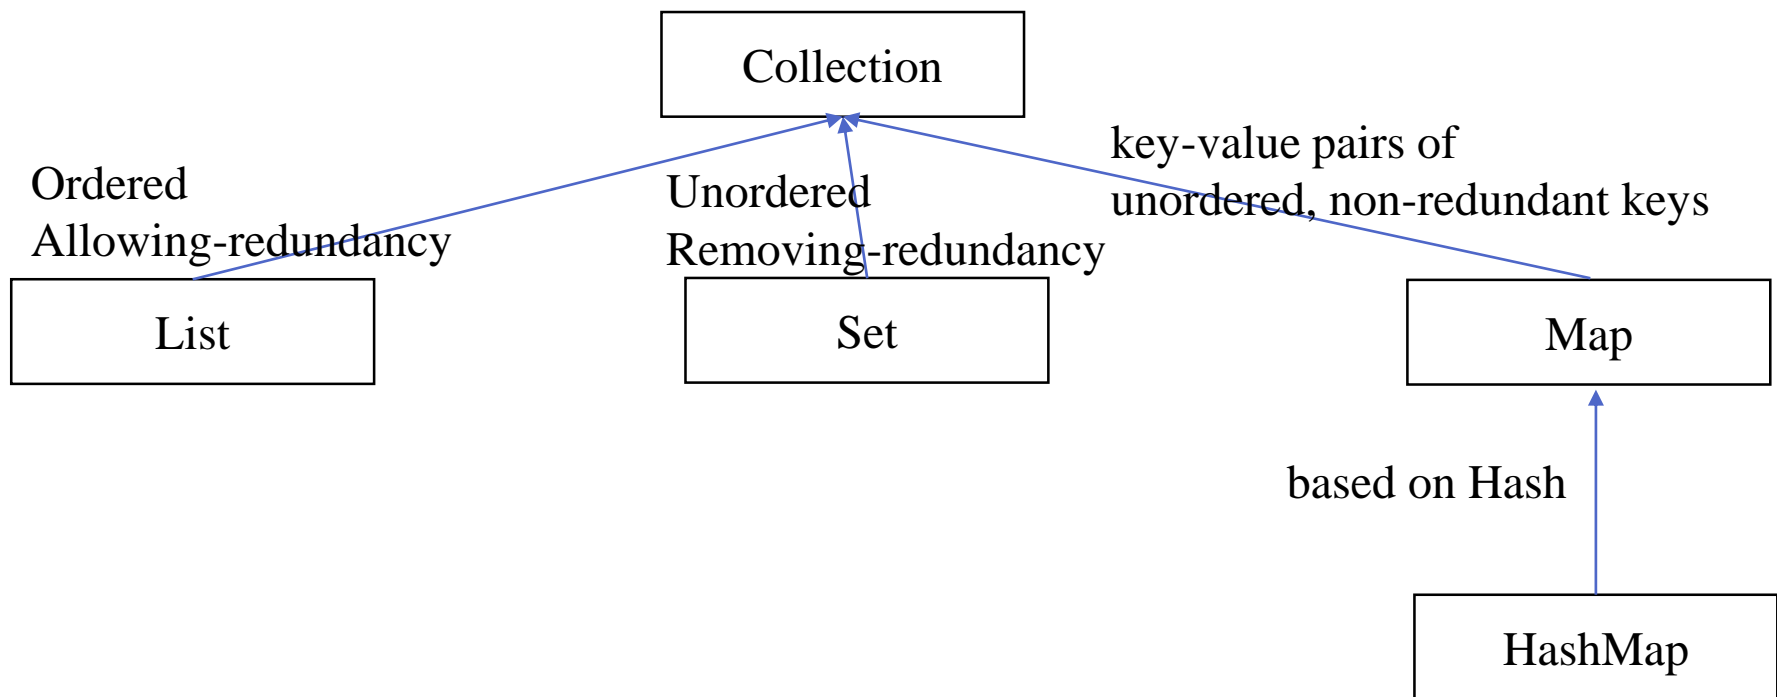 Collection
key-value pairs of
unordered, non-redundant keys
Ordered
Allowing-redundancy
Unordered
Removing-redundancy
List
Set
Map
based on Hash
HashMap